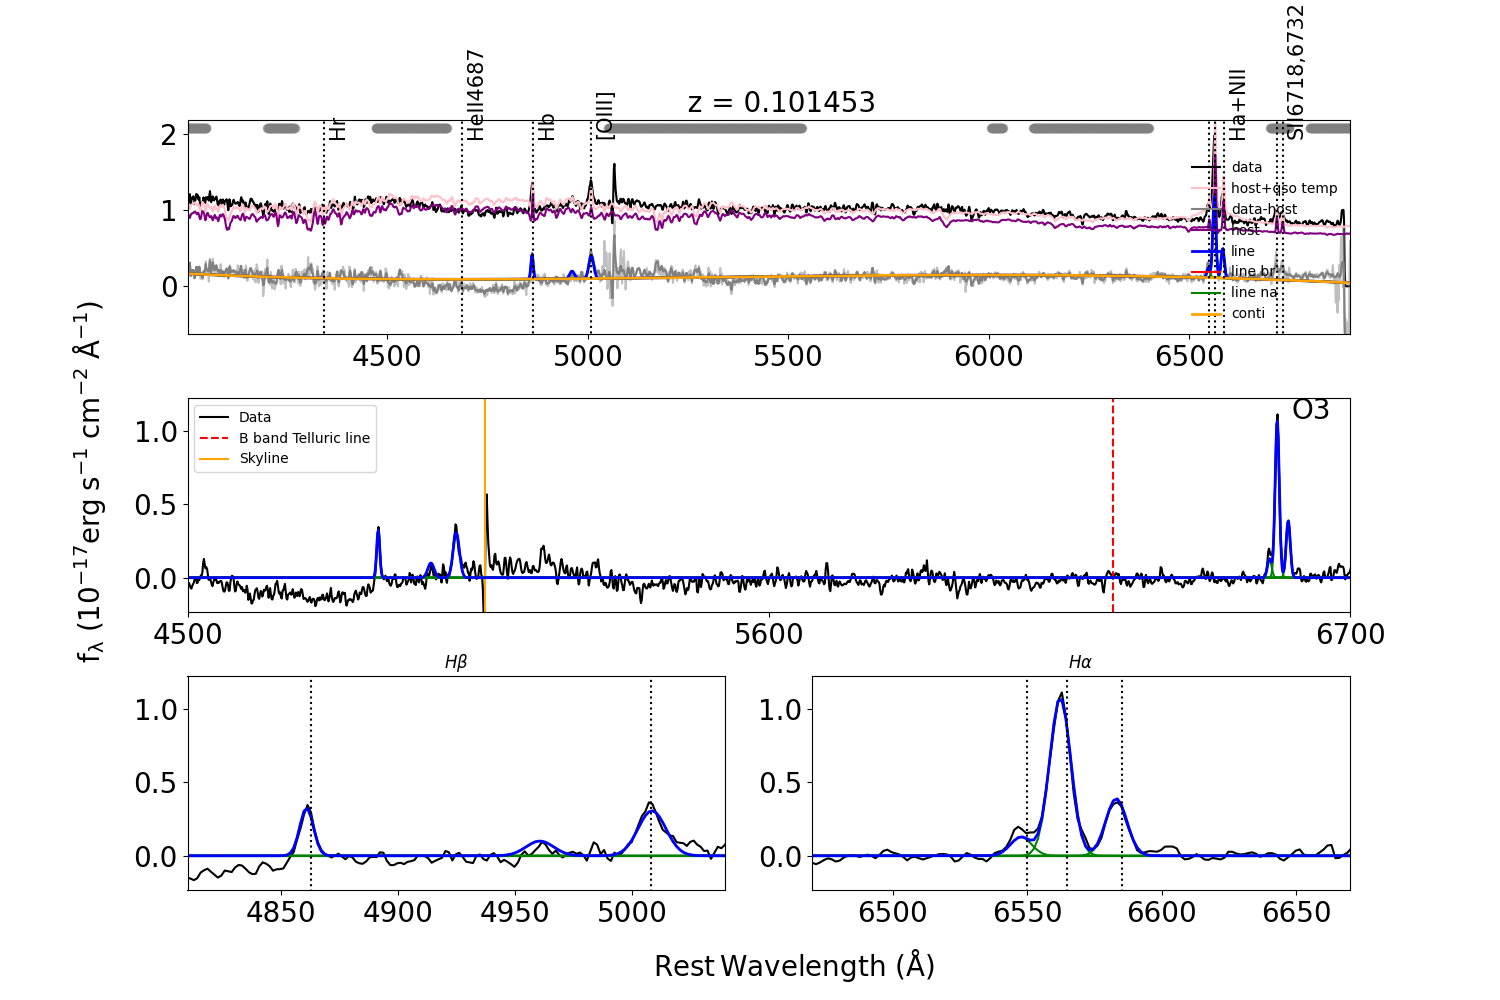 z = 0.101453
Hr
HeII4687
Hb
[OIII]
Ha+NII
SII6718,6732
2
1
0
data
host+qso temp
data-host
host
line
line br
line na
conti
4500 5000 5500 6000 6500
fλ (10⁻¹⁷erg s⁻¹ cm⁻² Å⁻¹)
1.0
0.5
0.0
Data
B band Telluric line
Skyline
O3
4500 5600 6700
Hβ
1.0
0.5
0.0
4850 4900 4950 5000
Hα
1.0
0.5
0.0
6500 6550 6600 6650
Rest Wavelength (Å)